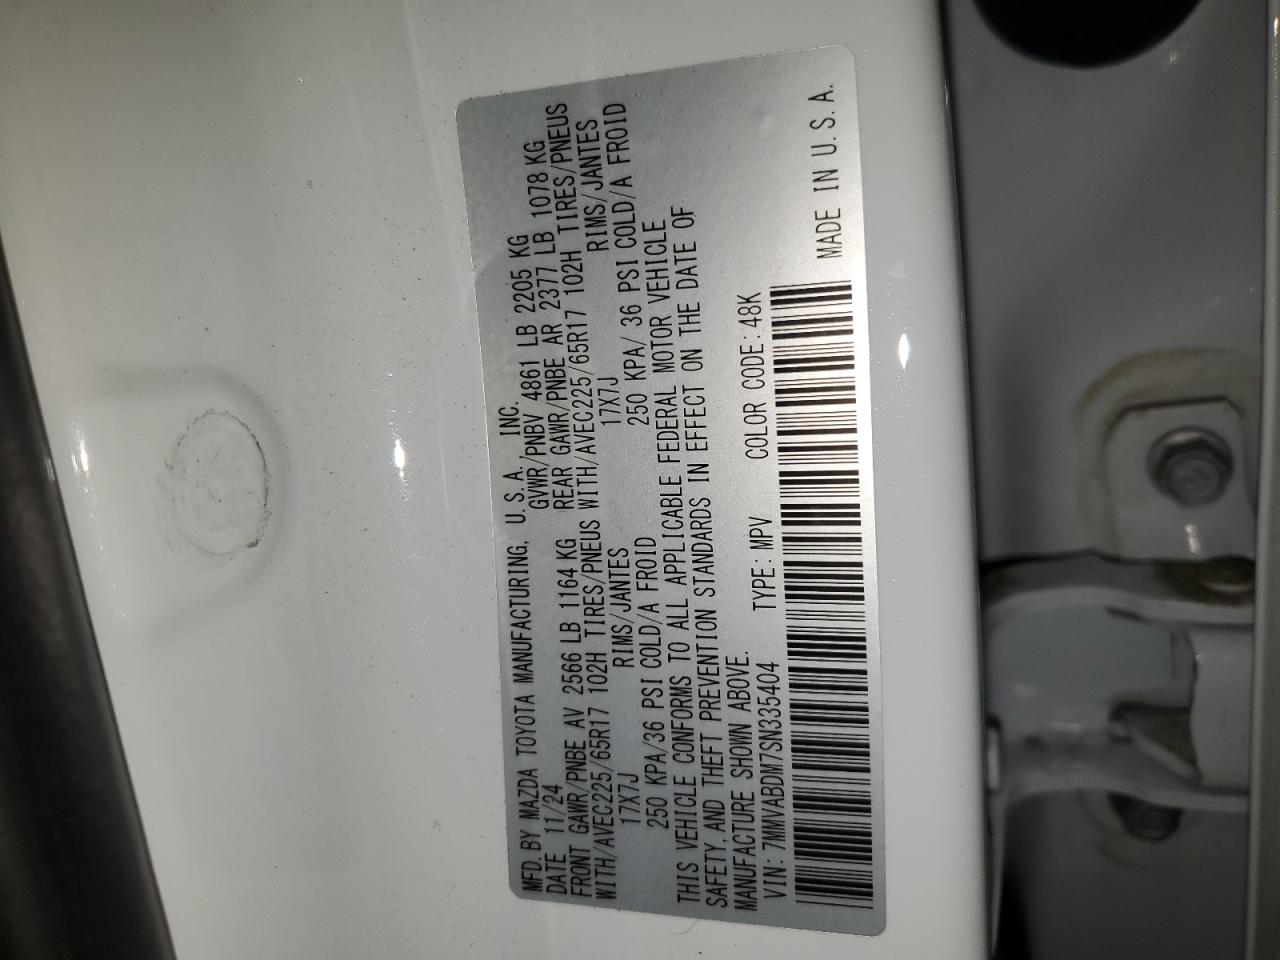 MFD. BY MAZDA TOYOTA MANUFACTURING, U.S.A., INC.
DATE 11/24 GVWR/PNBV 4861 LB 2205 KG
FRONT GAWR/PNBE AV 2566 LB 1164 KG REAR GAWR/PNBE AR 2377 LB 1078 KG
WITH/AVEC225/65R17 102H TIRES/PNEUS WITH/AVEC225/65R17 102H TIRES/PNEUS
17X7J RIMS/JANTES 17X7J RIMS/JANTES
250 KPA/36 PSI COLD/A FROID 250 KPA/ 36 PSI COLD/A FROID
THIS VEHICLE CONFORMS TO ALL APPLICABLE FEDERAL MOTOR VEHICLE
SAFETY, AND THEFT PREVENTION STANDARDS IN EFFECT ON THE DATE OF
MANUFACTURE SHOWN ABOVE.
VIN: 7MMVABDM7SN335404 TYPE: MPV COLOR CODE: 48K
MADE IN U.S.A.